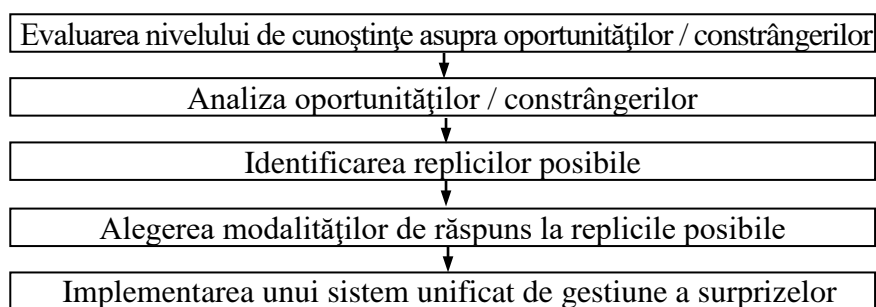 Evaluarea nivelului de cunoştinţe asupra oportunităţilor / constrângerilor
Analiza oportunităţilor / constrângerilor
Identificarea replicilor posibile
Alegerea modalităţilor de răspuns la replicile posibile
Implementarea unui sistem unificat de gestiune a surprizelor